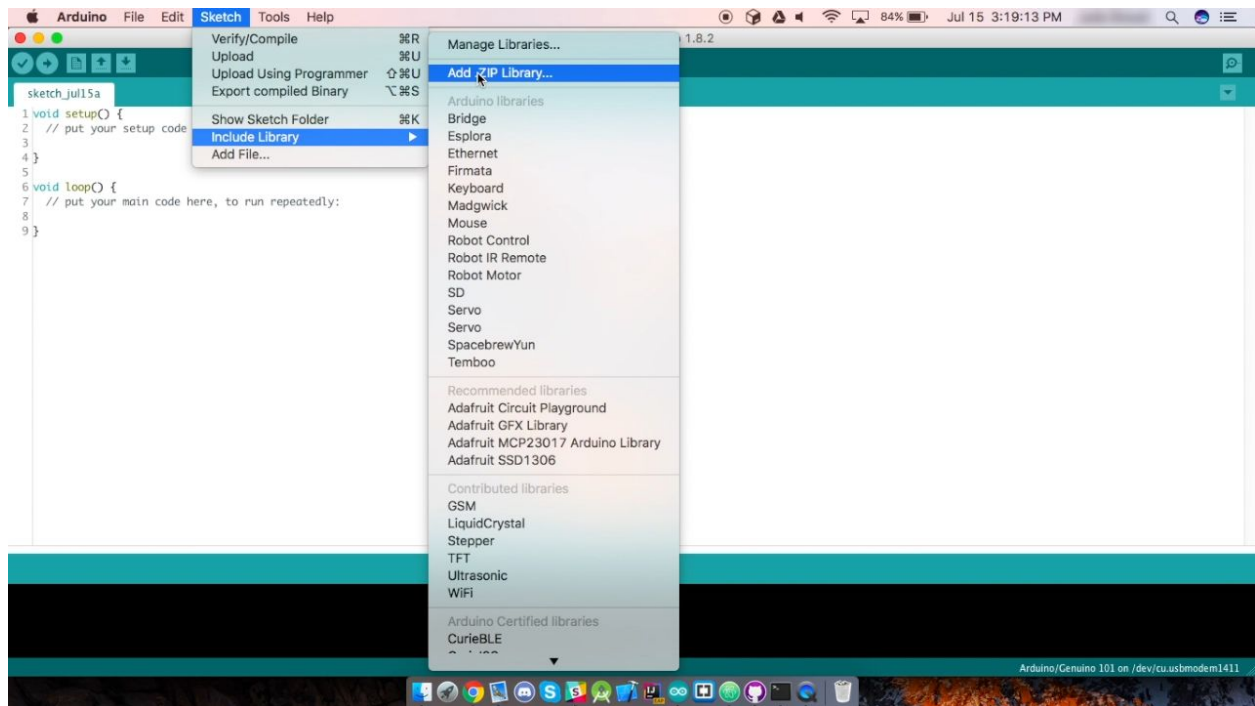 Arduino File Edit Sketch Tools Help
84% Jul 15 3:19:13 PM
1.8.2
Verify/Compile ⌘R
Upload ⌘U
Upload Using Programmer ⇧⌘U
Export compiled Binary ⌥⌘S
Show Sketch Folder ⌘K
Include Library
Add File...
Manage Libraries...
Add .ZIP Library...
Arduino libraries
Bridge
Esplora
Ethernet
Firmata
Keyboard
Madgwick
Mouse
Robot Control
Robot IR Remote
Robot Motor
SD
Servo
Servo
SpacebrewYun
Temboo
Recommended libraries
Adafruit Circuit Playground
Adafruit GFX Library
Adafruit MCP23017 Arduino Library
Adafruit SSD1306
Contributed libraries
GSM
LiquidCrystal
Stepper
TFT
Ultrasonic
WiFi
Arduino Certified libraries
CurieBLE
sketch_jul15a
1 void setup() {
2 // put your setup code
3
4 }
5
6 void loop() {
7 // put your main code here, to run repeatedly:
8
9 }
Arduino/Genuino 101 on /dev/cu.usbmodem1411